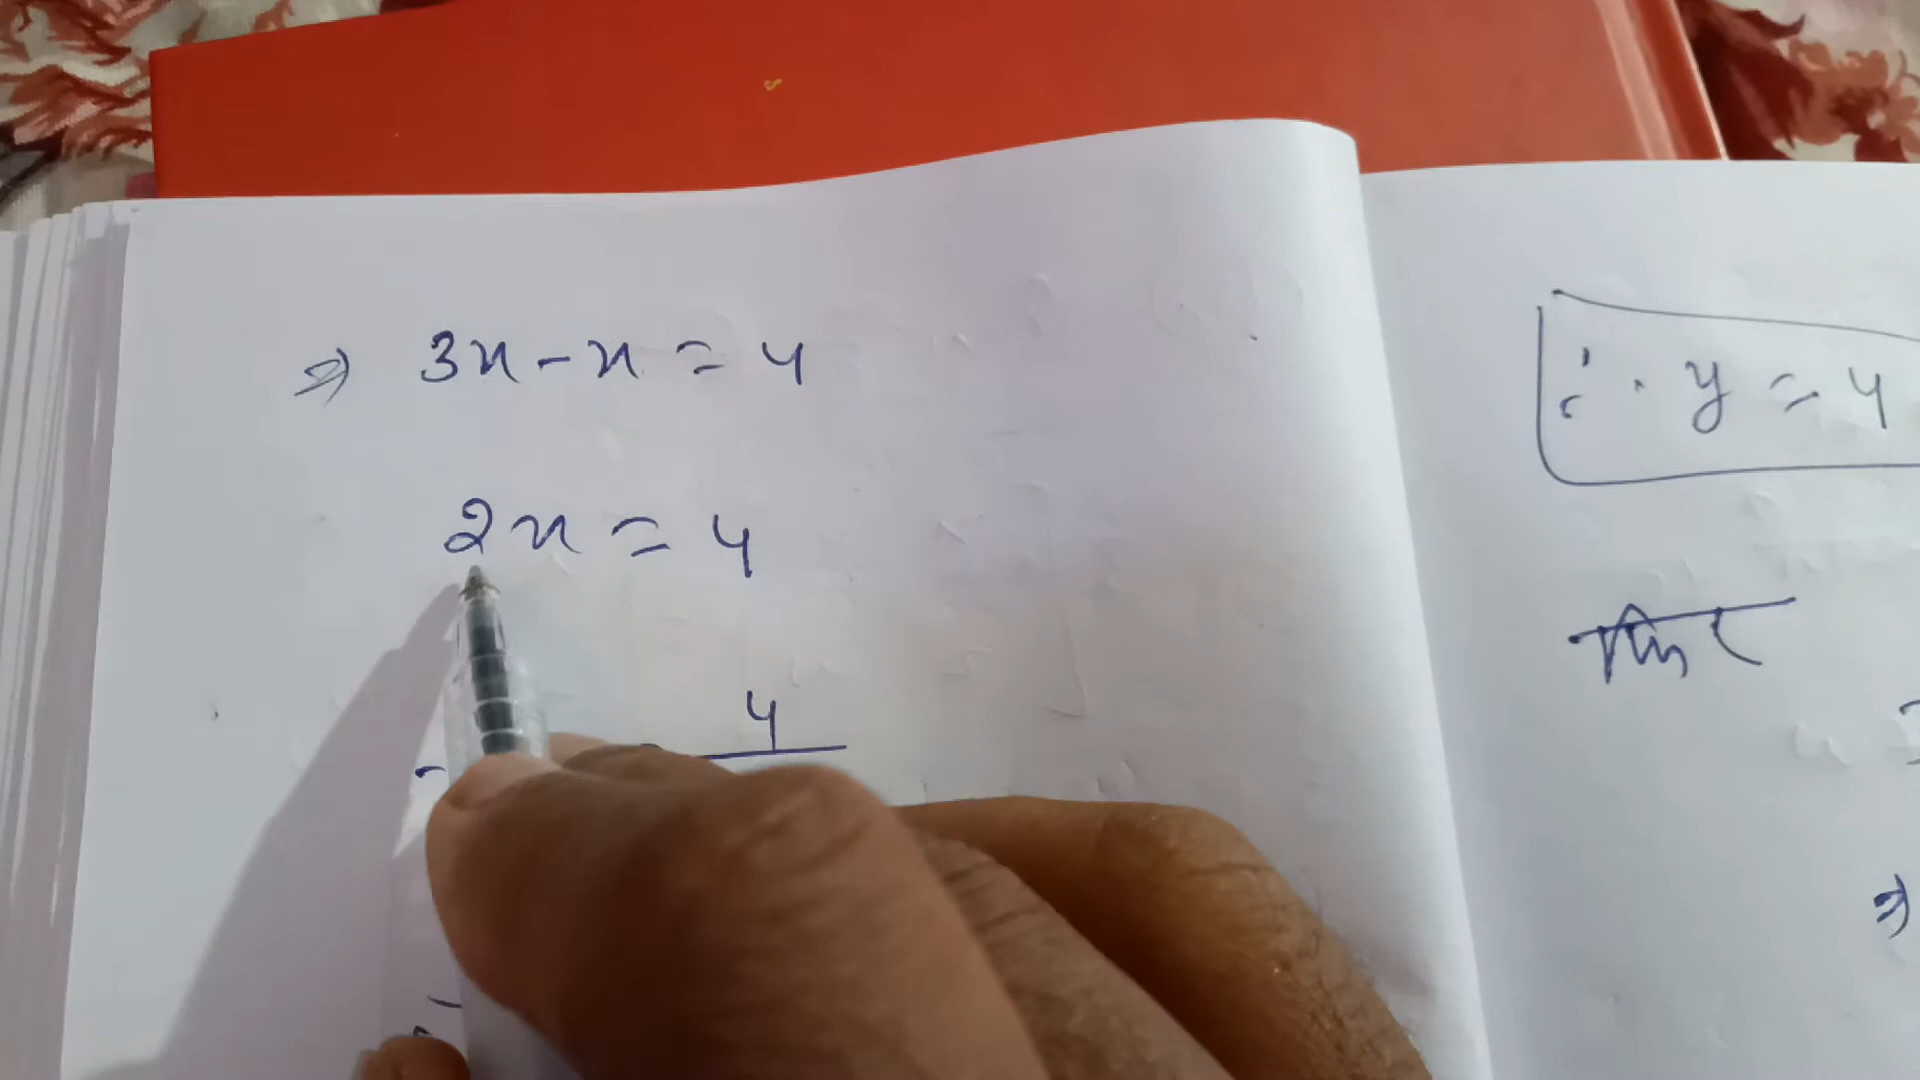 ⇒ 3x - x = 4
2x = 4
4
∴ y = 4
⇒